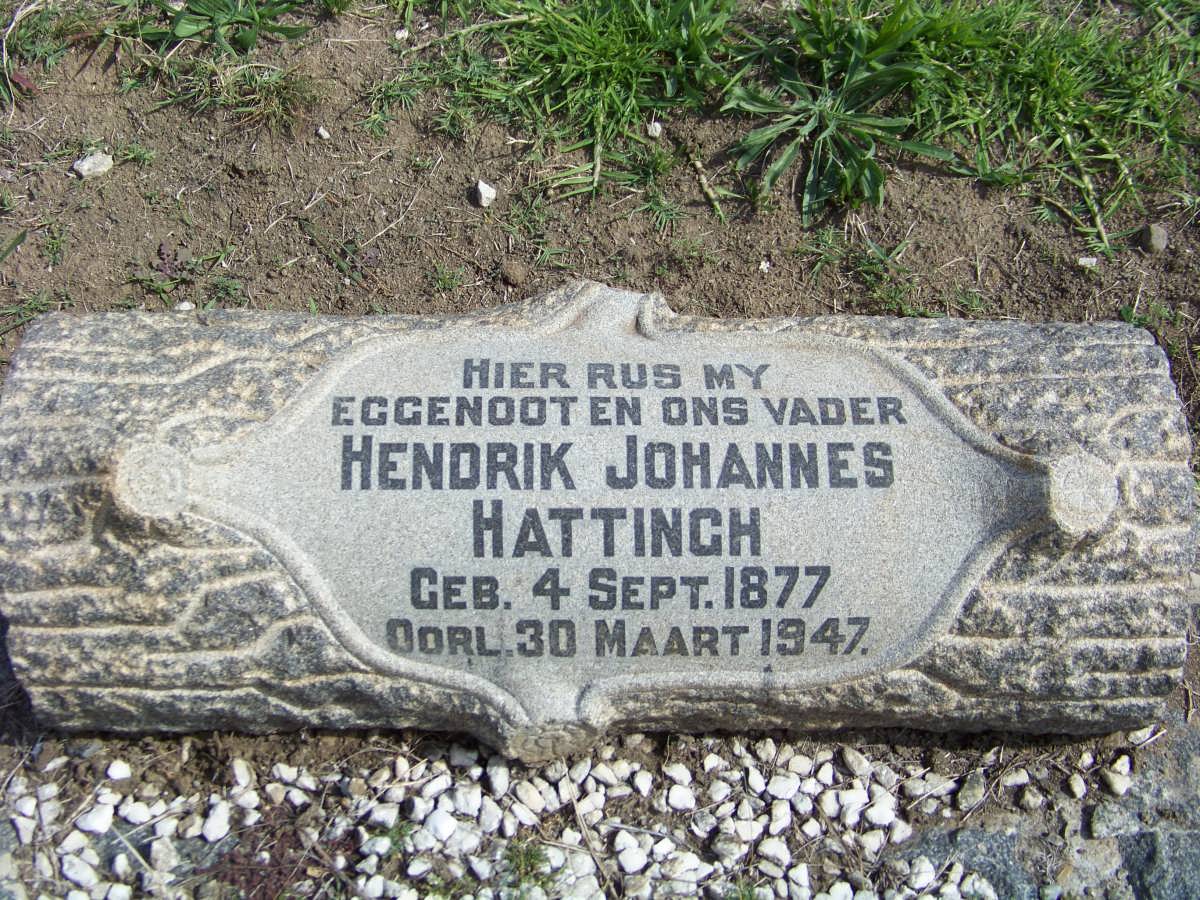 HIER RUS MY
EGGENOOT EN ONS VADER
HENDRIK JOHANNES
HATTINGH
GEB. 4 SEPT. 1877
OORL. 30 MAART 1947.